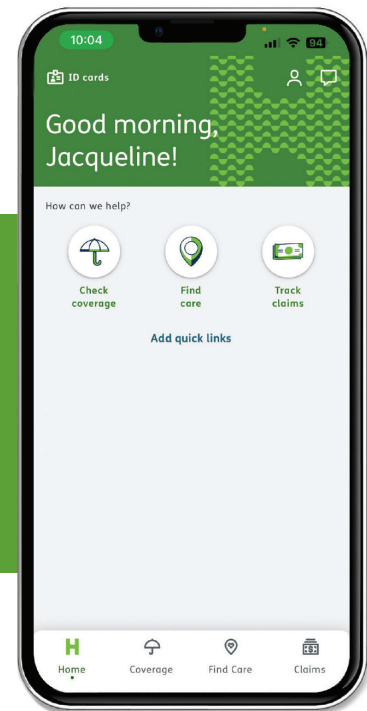 10:04
94
ID cards
Good morning,
Jacqueline!
How can we help?
Check
coverage
Find
care
Track
claims
Add quick links
H
Home
Coverage
Find Care
Claims